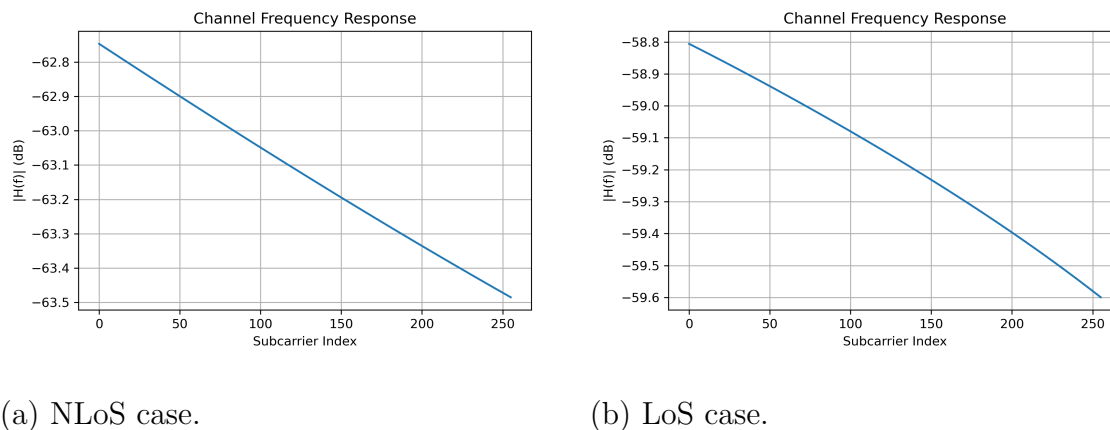 Channel Frequency Response
−62.8
−62.9
−63.0
−63.1
−63.2
−63.3
−63.4
−63.5
|H(f)| (dB)
0 50 100 150 200 250
Subcarrier Index
(a) NLoS case.
Channel Frequency Response
−58.8
−58.9
−59.0
−59.1
−59.2
−59.3
−59.4
−59.5
−59.6
|H(f)| (dB)
0 50 100 150 200 250
Subcarrier Index
(b) LoS case.